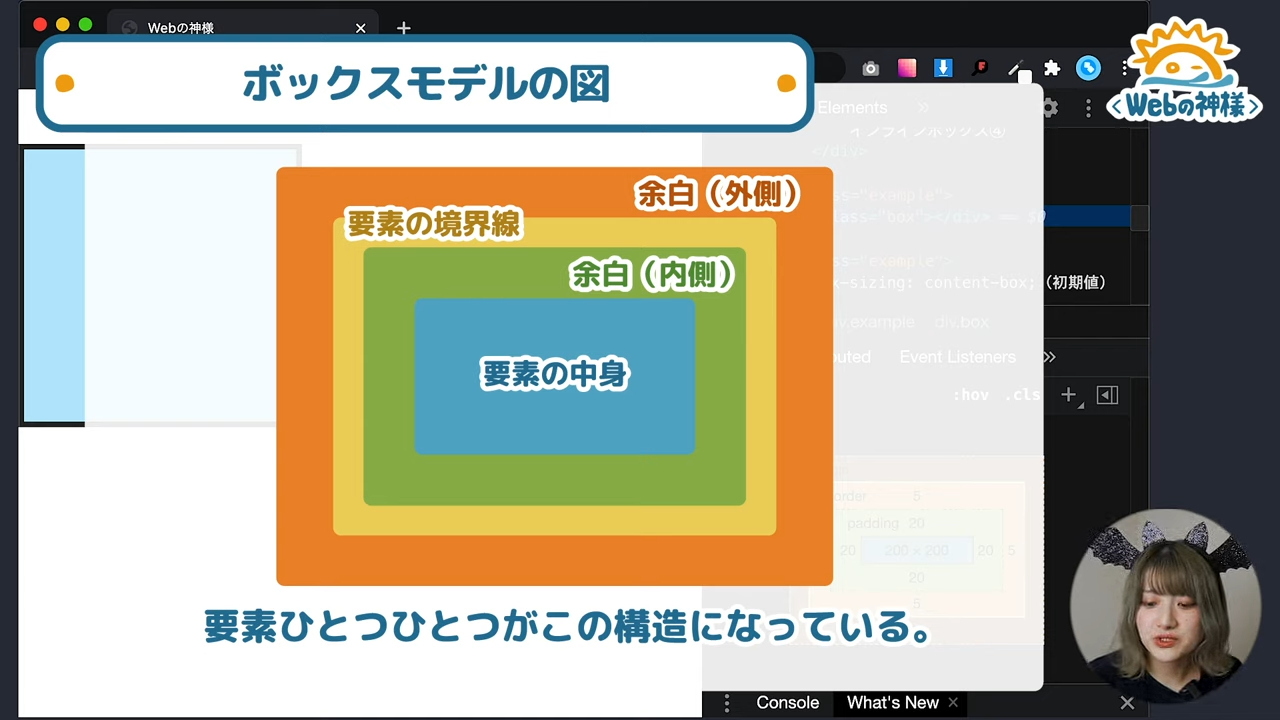 Webの神様
ボックスモデルの図
<Webの神様>
Elements
インラインボックス④
</div>
ss="example">
lass="box"></div> == $0
ss="example">
x-sizing: content-box; (初期値)
余白（外側）
要素の境界線
余白（内側）
要素の中身
v.example div.box
uted Event Listeners
:hov .cls
order 5
padding 20
20 200 × 200 20 5
20
5
要素ひとつひとつがこの構造になっている。
Console What's New